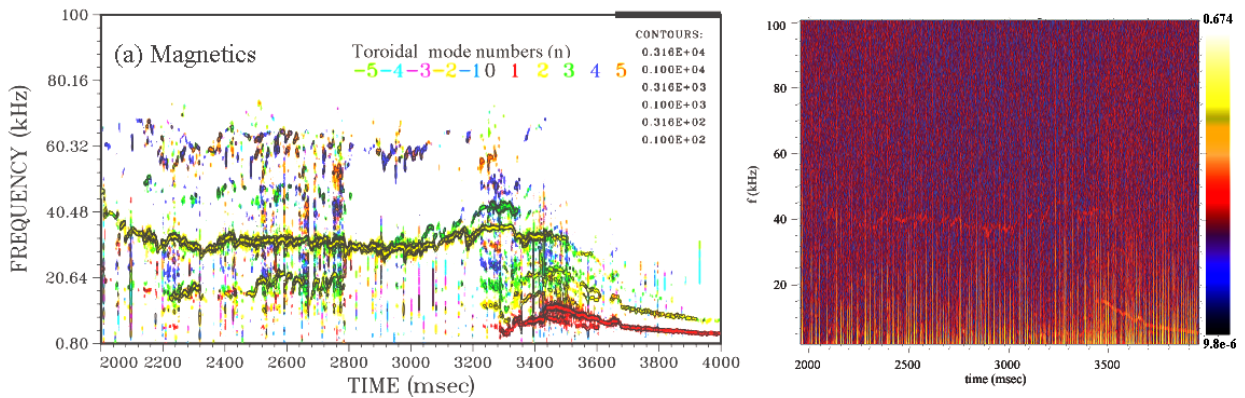 100
80.16
60.32
40.48
20.64
0.80
FREQUENCY (kHz)
(a) Magnetics
Toroidal mode numbers (n)
-5-4-3-2-10 1 2 3 4 5
CONTOURS:
0.316E+04
0.100E+04
0.316E+03
0.100E+03
0.316E+02
0.100E+02
2000 2200 2400 2600 2800 3000 3200 3400 3600 3800 4000
TIME (msec)
100
80
60
40
20
f (kHz)
2000 2500 3000 3500
time (msec)
0.674
9.8e-6